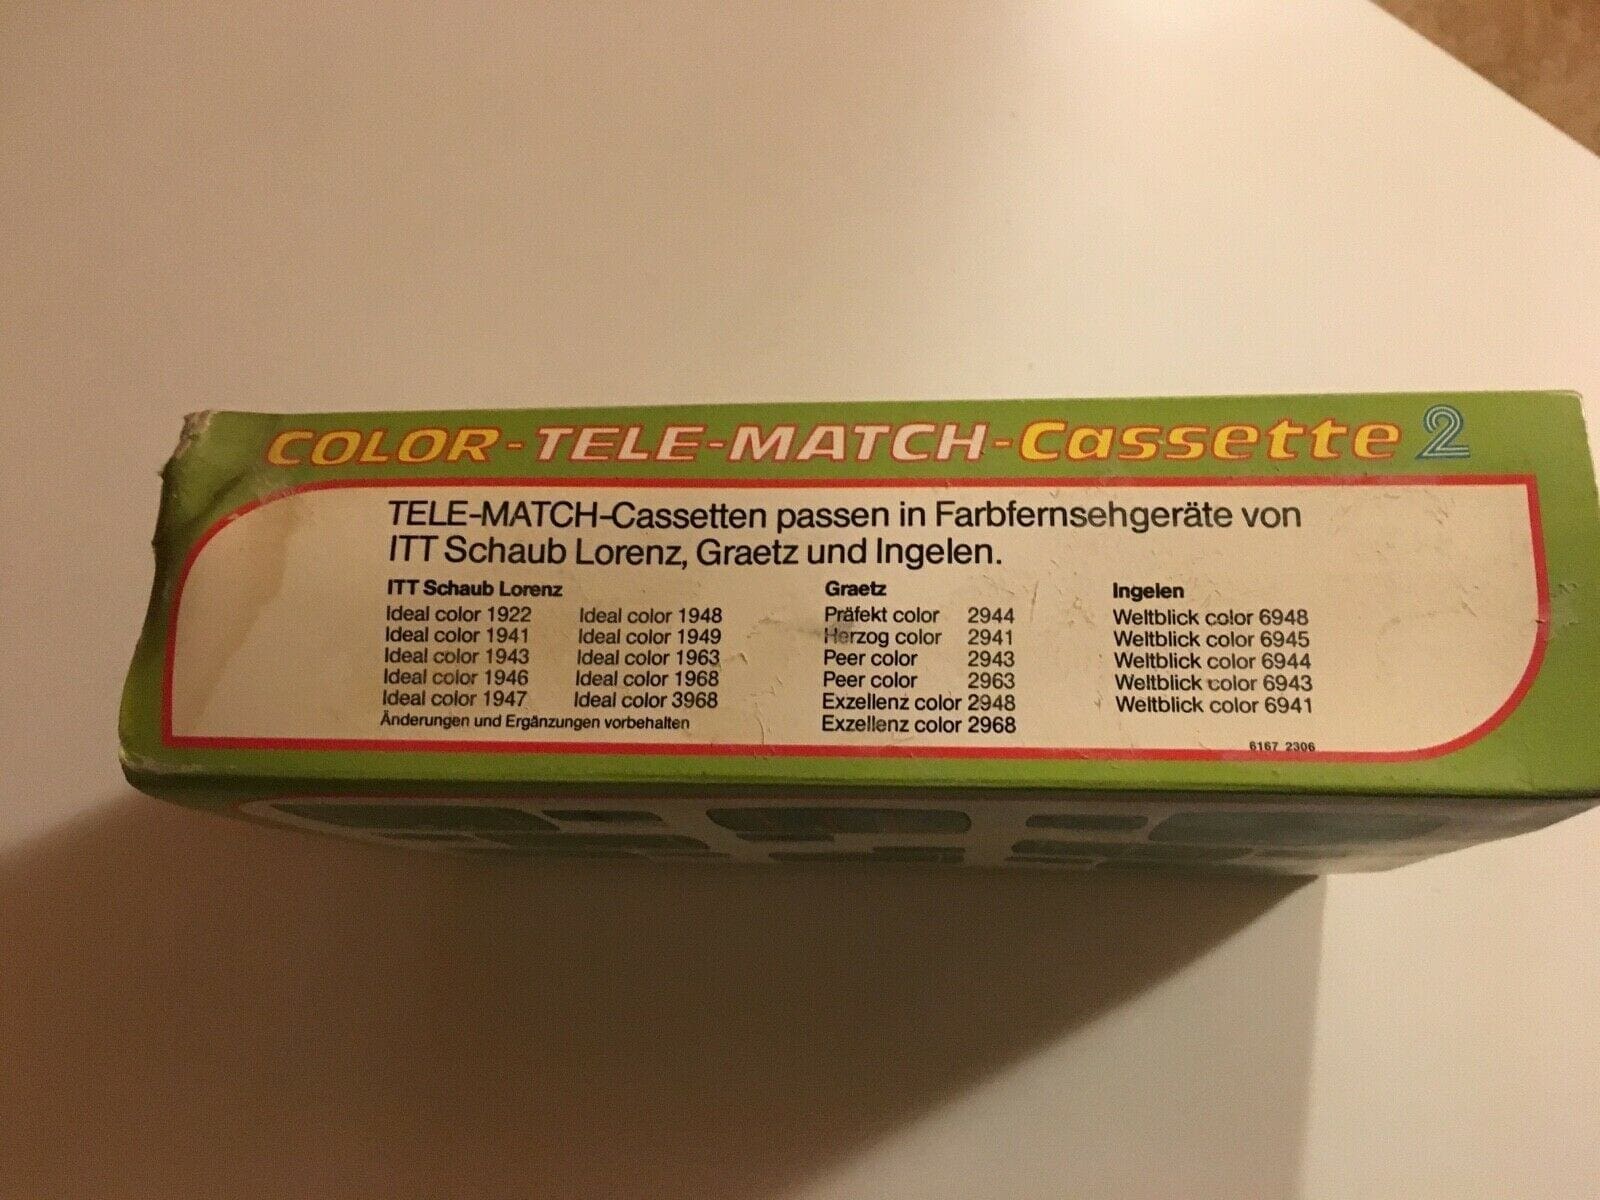 COLOR-TELE-MATCH-Cassette 2
TELE-MATCH-Cassetten passen in Farbfernsehgeräte von
ITT Schaub Lorenz, Graetz und Ingelen.
ITT Schaub Lorenz
Ideal color 1922
Ideal color 1941
Ideal color 1943
Ideal color 1946
Ideal color 1947
Ideal color 1948
Ideal color 1949
Ideal color 1963
Ideal color 1968
Ideal color 3968
Änderungen und Ergänzungen vorbehalten
Graetz
Präfekt color 2944
Herzog color 2941
Peer color 2943
Peer color 2963
Exzellenz color 2948
Exzellenz color 2968
Ingelen
Weltblick color 6948
Weltblick color 6945
Weltblick color 6944
Weltblick color 6943
Weltblick color 6941
6167 2306